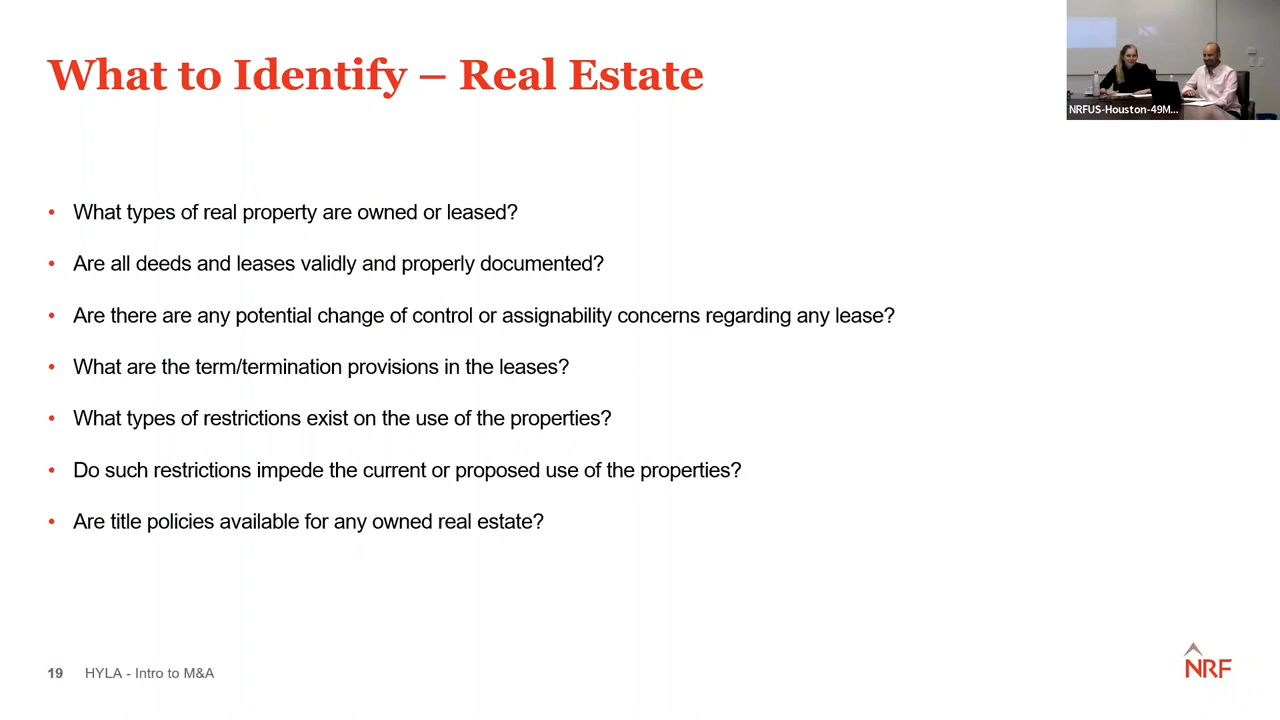 What to Identify – Real Estate
NRFUS-Houston-49M...
• What types of real property are owned or leased?
• Are all deeds and leases validly and properly documented?
• Are there are any potential change of control or assignability concerns regarding any lease?
• What are the term/termination provisions in the leases?
• What types of restrictions exist on the use of the properties?
• Do such restrictions impede the current or proposed use of the properties?
• Are title policies available for any owned real estate?
19 HYLA - Intro to M&A
NRF